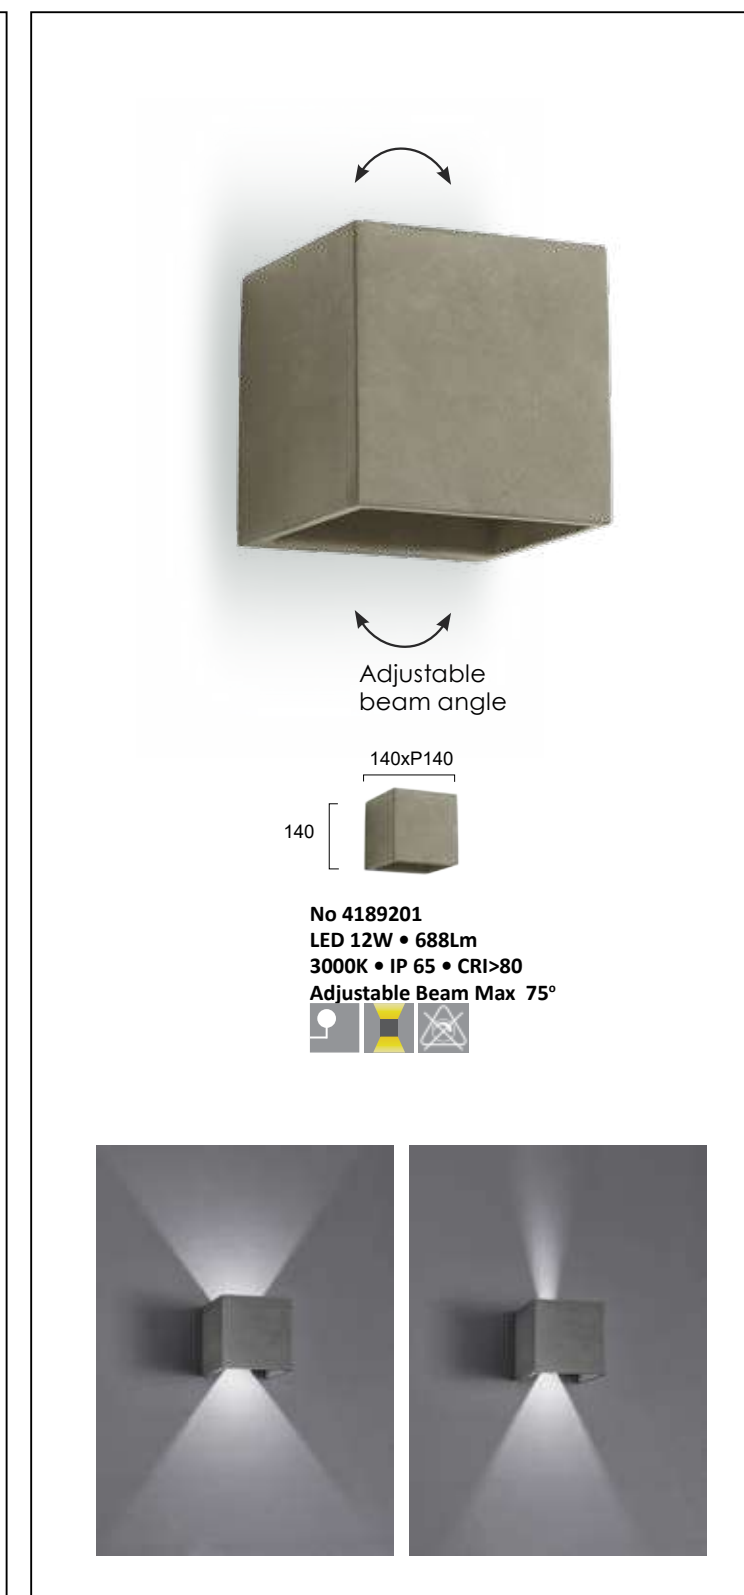 Adjustable
beam angle
140xP140
140
No 4189201
LED 12W • 688Lm
3000K • IP 65 • CRI>80
Adjustable Beam Max 75º